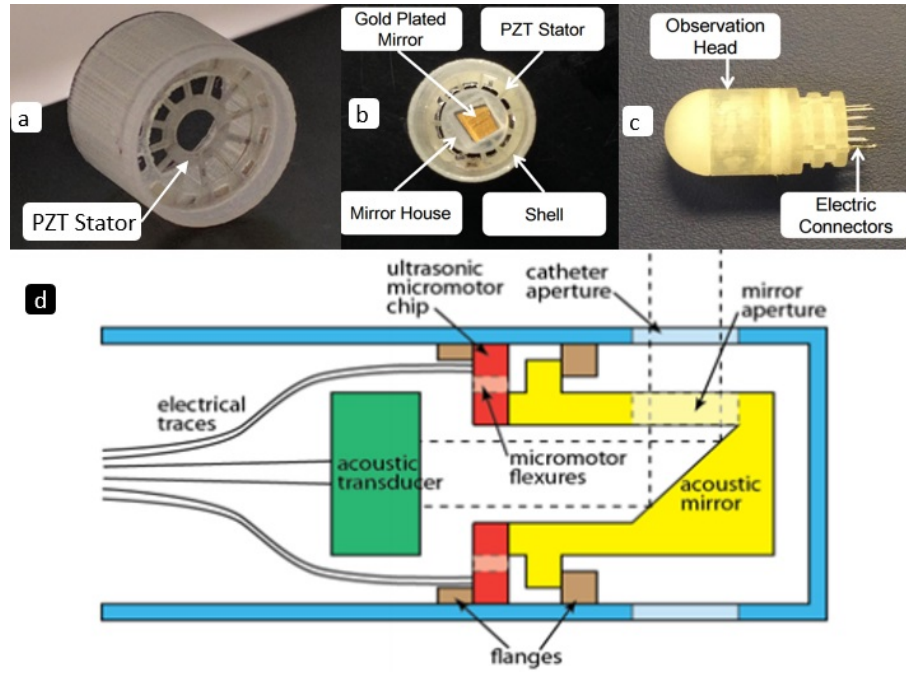 a
PZT Stator
b
Gold Plated
Mirror
PZT Stator
Mirror House
Shell
c
Observation
Head
Electric
Connectors
d
ultrasonic
micromotor
chip
catheter
aperture
mirror
aperture
electrical
traces
acoustic
transducer
micromotor
flexures
acoustic
mirror
flanges